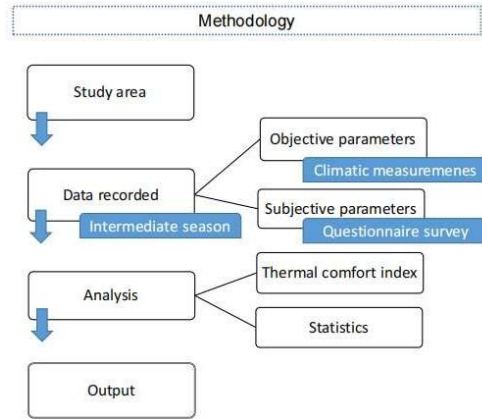 Methodology
Study area
Objective parameters
Climatic measuremenes
Data recorded
Intermediate season
Subjective parameters
Questionnaire survey
Analysis
Thermal comfort index
Statistics
Output